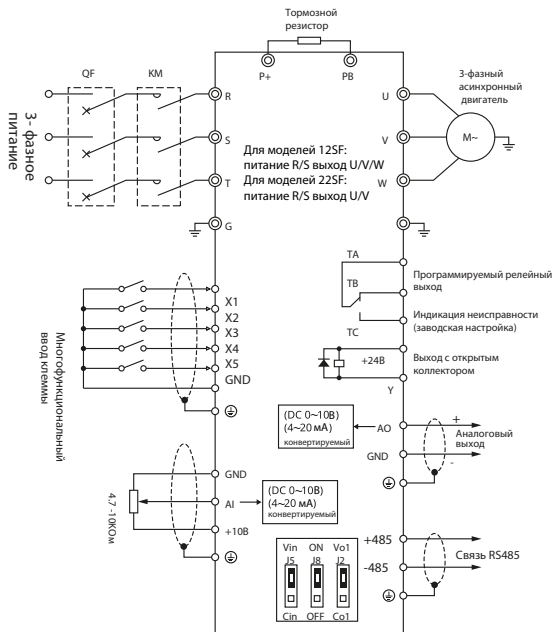 Тормозной
резистор
P+
PB
QF
KM
3- фазное
питание
R
S
T
G
Для моделей 12SF:
питание R/S выход U/V/W
Для моделей 22SF:
питание R/S выход U/V
U
V
W
3-фазный
асинхронный
двигатель
M~
Многофункциональный
ввод клеммы
X1
X2
X3
X4
X5
GND
TA
TB
TC
Программируемый релейный
выход
Индикация неисправности
(заводская настройка)
+24В
Y
Выход с открытым
коллектором
(DC 0~10В)
(4~20 мА)
конвертируемый
AO
GND
+
Аналоговый
выход
-
4.7 -10КОм
GND
AI
+10В
(DC 0~10В)
(4~20 мА)
конвертируемый
Vin ON Vo1
J5 J8 J2
Cin OFF Co1
+485
-485
Связь RS485